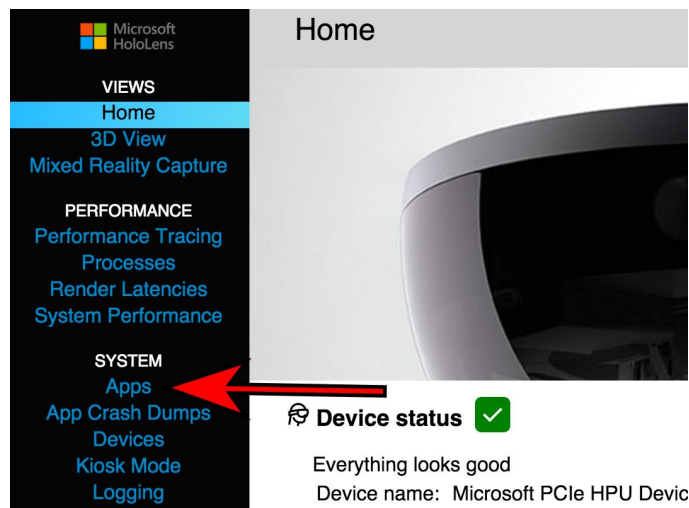 Microsoft
HoloLens
VIEWS
Home
3D View
Mixed Reality Capture
PERFORMANCE
Performance Tracing
Processes
Render Latencies
System Performance
SYSTEM
Apps
App Crash Dumps
Devices
Kiosk Mode
Logging
Home
Device status
Everything looks good
Device name: Microsoft PCIe HPU Devic